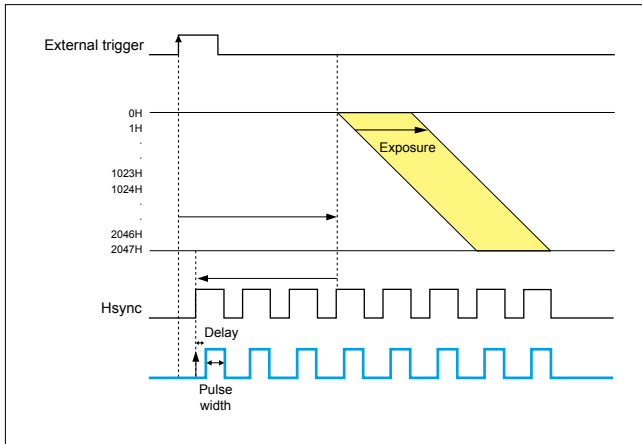 External trigger
0H
1H
.
.
1023H
1024H
.
.
2046H
2047H
Exposure
Hsync
Delay
Pulse
width